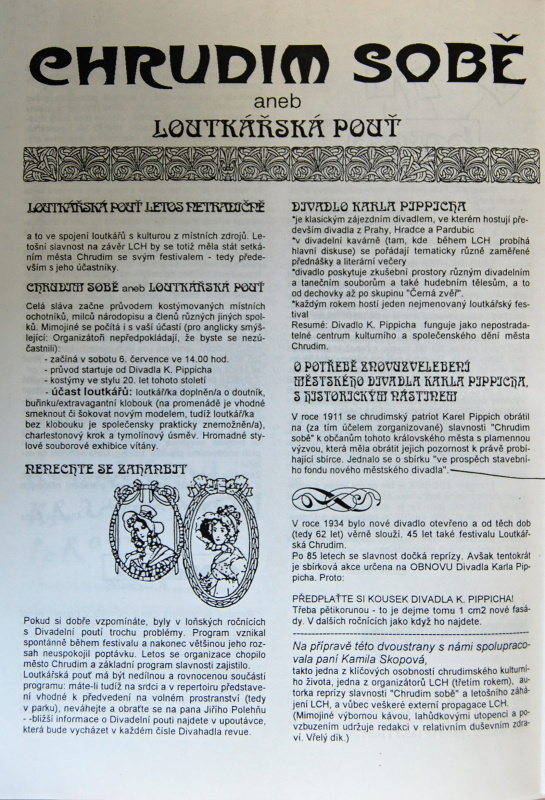 CHRUDIM SOBĚ
aneb
LOUTKÁŘSKÁ POUŤ
LOUTKÁŘSKÁ POUŤ LETOS NETRADIČNĚ
a to ve spojení loutkářů s kulturou z místních zdrojů. Le-
tošní slavnost na závěr LCH by se totiž měla stát setká-
ním města Chrudim se svým festivalem - tedy přede-
vším s jeho účastníky.
CHRUDIM SOBĚ aneb LOUTKÁŘSKÁ POUŤ
Celá sláva začne průvodem kostýmovaných místních
ochotníků, milců národopisu a členů různých jiných spol-
ků. Mimojiné se počítá i s vaší účastí (pro anglicky smýš-
lející: Organizátoři nepředpokládají, že byste se nezú-
častnili):
- začíná v sobotu 6. července ve 14.00 hod.
- průvod startuje od Divadla K. Pippicha
- kostýmy ve stylu 20. let tohoto století
- účast loutkářů: loutkář/ka doplněn/a o doutník,
buřinku/extravagantní klobouk (na promenádě je vhodné
smeknout či šokovat novým modelem, tudíž loutkář/ka
bez klobouku je společensky prakticky znemožněn/a),
charlestonový krok a tymolínový úsměv. Hromadné sty-
lové souborové exhibice vítány.
NENECHTE SE ZAHANBIT
Pokud si dobře vzpomínáte, byly v loňských ročnících
s Divadelní poutí trochu problémy. Program vznikal
spontánně během festivalu a nakonec většinou jeho roz-
sah neuspokojil poptávku. Letos se organizace chopilo
město Chrudim a základní program slavnosti zajistilo.
Loutkářská pouť má být nedílnou a rovnocenou součástí
programu: máte-li tudíž na srdci a v repertoiru představe-
ní vhodné k předvedení na volném prostranství (tedy
v parku), neváhejte a obraťte se na pana Jiřího Polehňu
- -bližší informace o Divadelní pouti najdete v upoutávce,
která bude vycházet v každém čísle Divahadla revue.
DIVADLO KARLA PIPPICHA
*je klasickým zájezdním divadlem, ve kterém hostují pře-
devším divadla z Prahy, Hradce a Pardubic
*v divadelní kavárně (tam, kde během LCH probíhá
hlavní diskuse) se pořádají tematicky různě zaměřené
přednášky a literární večery
*divadlo poskytuje zkušební prostory různým divadelním
a tanečním souborům a také hudebním tělesům, a to
od dechovky až po skupinu "Černá zvěř".
*každým rokem hostí jeden nejmenovaný loutkářský fes-
tival
Resumé: Divadlo K. Pippicha funguje jako nepostrada-
telné centrum kulturního a společenského dění města
Chrudim.
O POTŘEBĚ ZNOVUZVELEBENÍ
MĚSTSKÉHO DIVADLA KARLA PIPPICHA,
S HISTORICKÝM NÁSTINEM
V roce 1911 se chrudimský patriot Karel Pippich obrátil
na (za tím účelem zorganizované) slavnosti "Chrudim
sobě" k občanům tohoto královského města s plamennou
výzvou, která měla obrátit jejich pozornost k právě probí-
hající sbírce. Jednalo se o sbírku "ve prospěch stavební-
ho fondu nového městského divadla".
V roce 1934 bylo nové divadlo otevřeno a od těch dob
(tedy 62 let) věrně slouží. 45 let také festivalu Loutkář-
ská Chrudim.
Po 85 letech se slavnost dočká reprízy. Avšak tentokrát
je sbírková akce určena na OBNOVU Divadla Karla Pip-
picha. Proto:
PŘEDPLAŤTE SI KOUSEK DIVADLA K. PIPPICHA!
Třeba pětikorunou - to je dejme tomu 1 cm2 nové fasá-
dy. V dalších ročnících jako když ho najdete.
Na přípravě této dvoustrany s námi spolupraco-
vala paní Kamila Skopová,
takto jedna z klíčových osobností chrudimského kulturní-
ho života, jedna z organizátorů LCH (třetím rokem), au-
torka reprízy slavnosti "Chrudim sobě" a letošního zahá-
jení LCH, a vůbec veškeré externí propagace LCH.
(Mimojiné výbornou kávou, lahůdkovými utopenci a po-
vzbuzením udržuje redakci v relativním duševním zdra-
ví. Vřelý dík.)